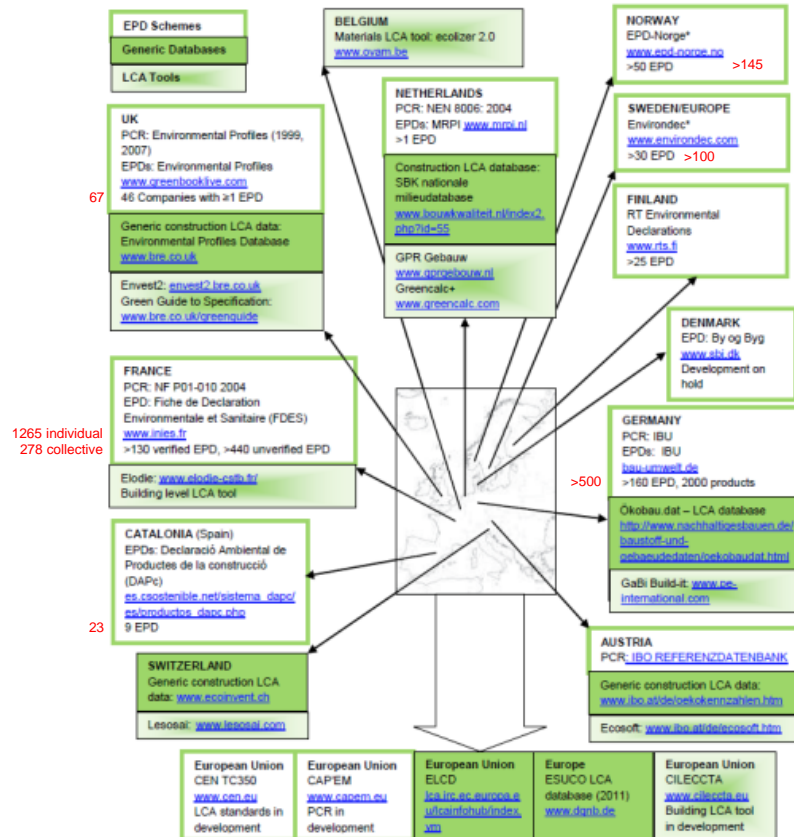 EPD Schemes
Generic Databases
LCA Tools
BELGIUM
Materials LCA tool: ecolizer 2.0
www.ovam.be
NORWAY
EPD-Norge*
www.epd-norge.no
>50 EPD
>145
UK
PCR: Environmental Profiles (1999,
2007)
EPDs: Environmental Profiles
www.greenbooklive.com
46 Companies with ≥1 EPD
67
Generic construction LCA data:
Environmental Profiles Database
www.bre.co.uk
Envest2: envest2.bre.co.uk
Green Guide to Specification:
www.bre.co.uk/greenguide
NETHERLANDS
PCR: NEN 8006: 2004
EPDs: MRPI www.mrpi.nl
>1 EPD
Construction LCA database:
SBK nationale
milieudatabase
www.bouwkwaliteit.nl/index2.
php?id=55
GPR Gebauw
www.gprgebouw.nl
Greencalc+
www.greencalc.com
SWEDEN/EUROPE
Environdec*
www.environdec.com
>30 EPD
>100
FINLAND
RT Environmental
Declarations
www.rts.fi
>25 EPD
DENMARK
EPD: By og Byg
www.sbi.dk
Development on
hold
FRANCE
PCR: NF P01-010 2004
EPD: Fiche de Declaration
Environmentale et Sanitaire (FDES)
www.inies.fr
>130 verified EPD, >440 unverified EPD
1265 individual
278 collective
Elodie: www.elodie-cstb.fr/
Building level LCA tool
GERMANY
PCR: IBU
EPDs: IBU
bau-umwelt.de
>160 EPD, 2000 products
>500
Ökobau.dat – LCA database
http://www.nachhaltigesbauen.de/
baustoff-und-
gebaeudedaten/oekobaudat.html
GaBi Build-it: www.pe-
international.com
CATALONIA (Spain)
EPDs: Declaració Ambiental de
Productes de la construcció
(DAPc)
es.csostenible.net/sistema_dapc/
es/productos_dapc.php
9 EPD
23
SWITZERLAND
Generic construction LCA
data: www.ecoinvent.ch
Lesosai: www.lesosai.com
AUSTRIA
PCR: IBO REFERENZDATENBANK
Generic construction LCA data:
www.ibo.at/de/oekokennzahlen.htm
Ecosoft: www.ibo.at/de/ecosoft.htm
European Union
CEN TC350
www.cen.eu
LCA standards in
development
European Union
CAP'EM
www.capem.eu
PCR in
development
European Union
ELCD
lca.jrc.ec.europa.e
u/lcainfohub/index.
vm
Europe
ESUCO LCA
database (2011)
www.dgnb.de
European Union
CILECCTA
www.cileccta.eu
Building LCA tool
in development